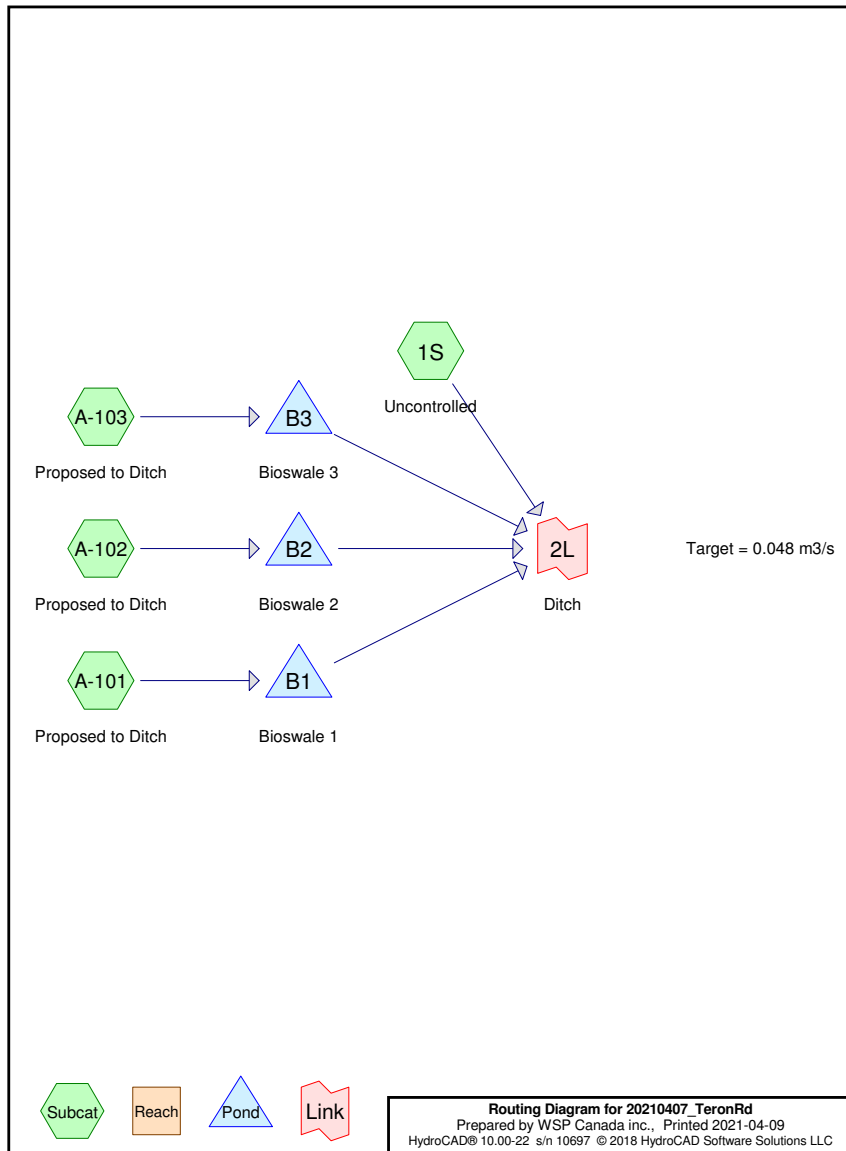 1S
Uncontrolled
A-103
Proposed to Ditch
B3
Bioswale 3
A-102
Proposed to Ditch
B2
Bioswale 2
2L
Ditch
Target = 0.048 m3/s
A-101
Proposed to Ditch
B1
Bioswale 1
Subcat
Reach
Pond
Link
Routing Diagram for 20210407_TeronRd
Prepared by WSP Canada inc., Printed 2021-04-09
HydroCAD® 10.00-22 s/n 10697 © 2018 HydroCAD Software Solutions LLC